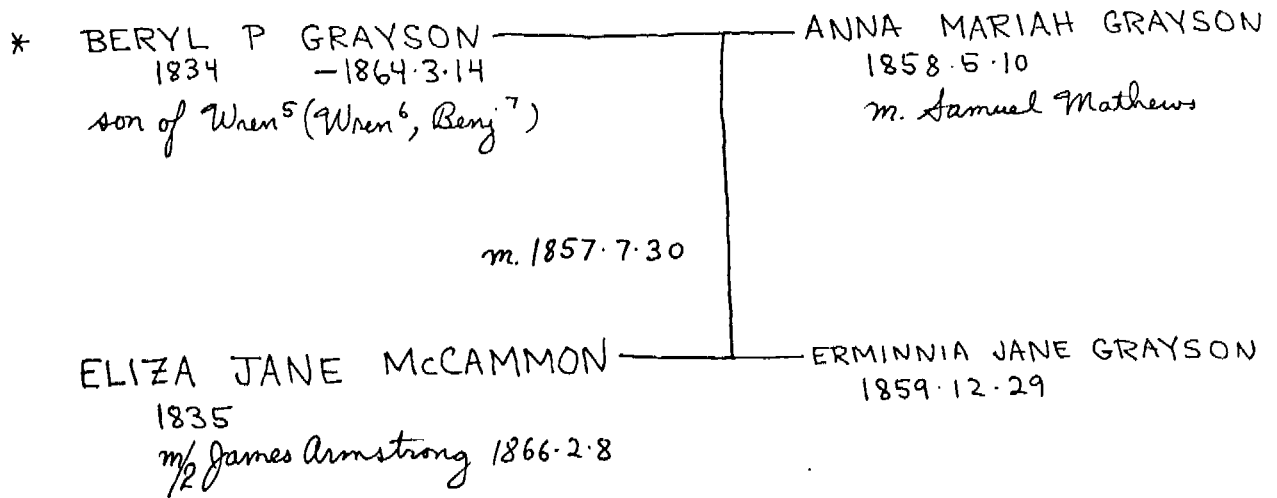 * BERYL P GRAYSON
1834 -1864·3·14
son of Wren⁵ (Wren⁶, Benj⁷)
ANNA MARIAH GRAYSON
1858·5·10
m. Samuel Mathews
m. 1857·7·30
ELIZA JANE McCAMMON
1835
m/2 James Armstrong 1866·2·8
ERMINNIA JANE GRAYSON
1859·12·29